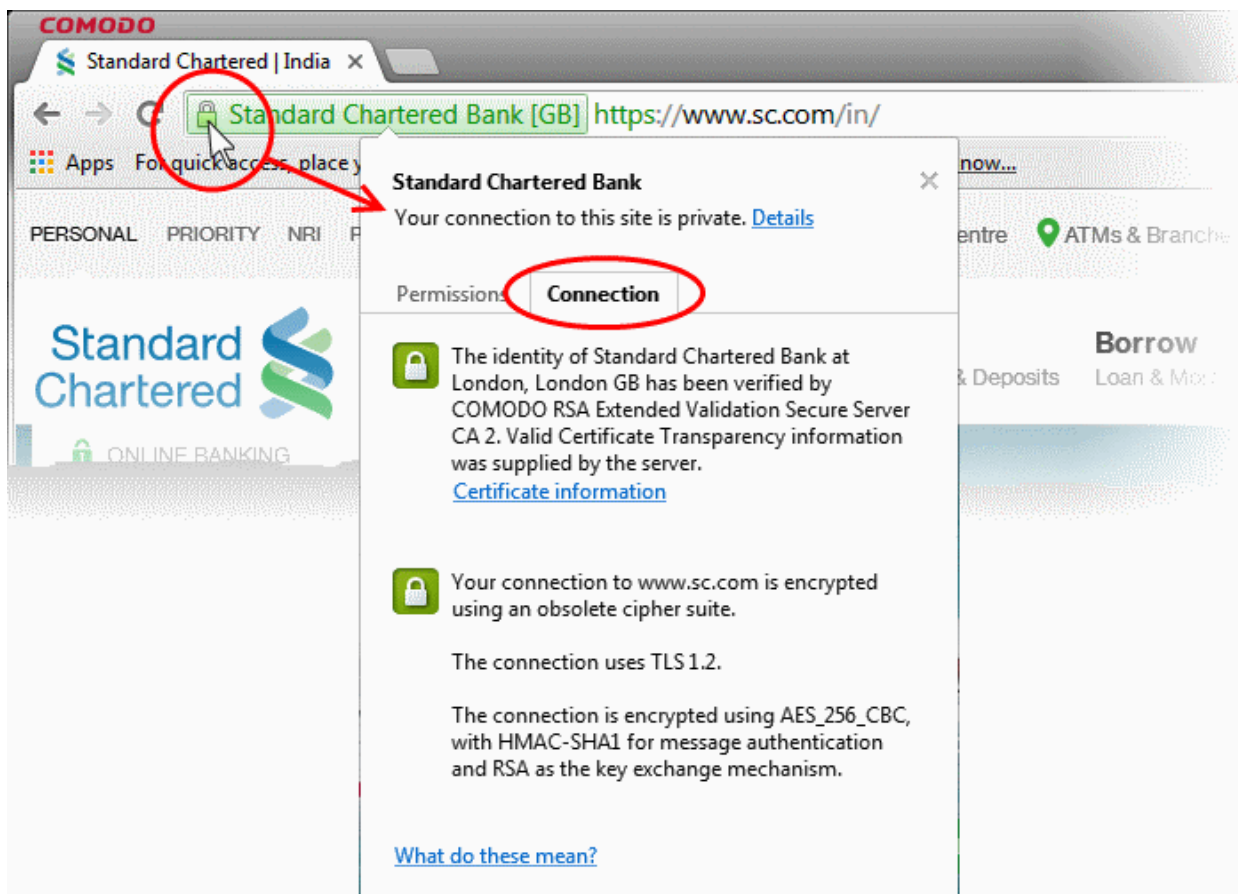 COMODO
Standard Chartered | India
Standard Chartered Bank [GB] https://www.sc.com/in/
Apps For quick access, place y
now...
Standard Chartered Bank
Your connection to this site is private. Details
PERSONAL PRIORITY NRI P
entre ATMs & Branche
Permissions Connection
Standard
Chartered
ONLINE BANKING
Borrow
& Deposits Loan &
The identity of Standard Chartered Bank at
London, London GB has been verified by
COMODO RSA Extended Validation Secure Server
CA 2. Valid Certificate Transparency information
was supplied by the server.
Certificate information
Your connection to www.sc.com is encrypted
using an obsolete cipher suite.
The connection uses TLS 1.2.
The connection is encrypted using AES_256_CBC,
with HMAC-SHA1 for message authentication
and RSA as the key exchange mechanism.
What do these mean?